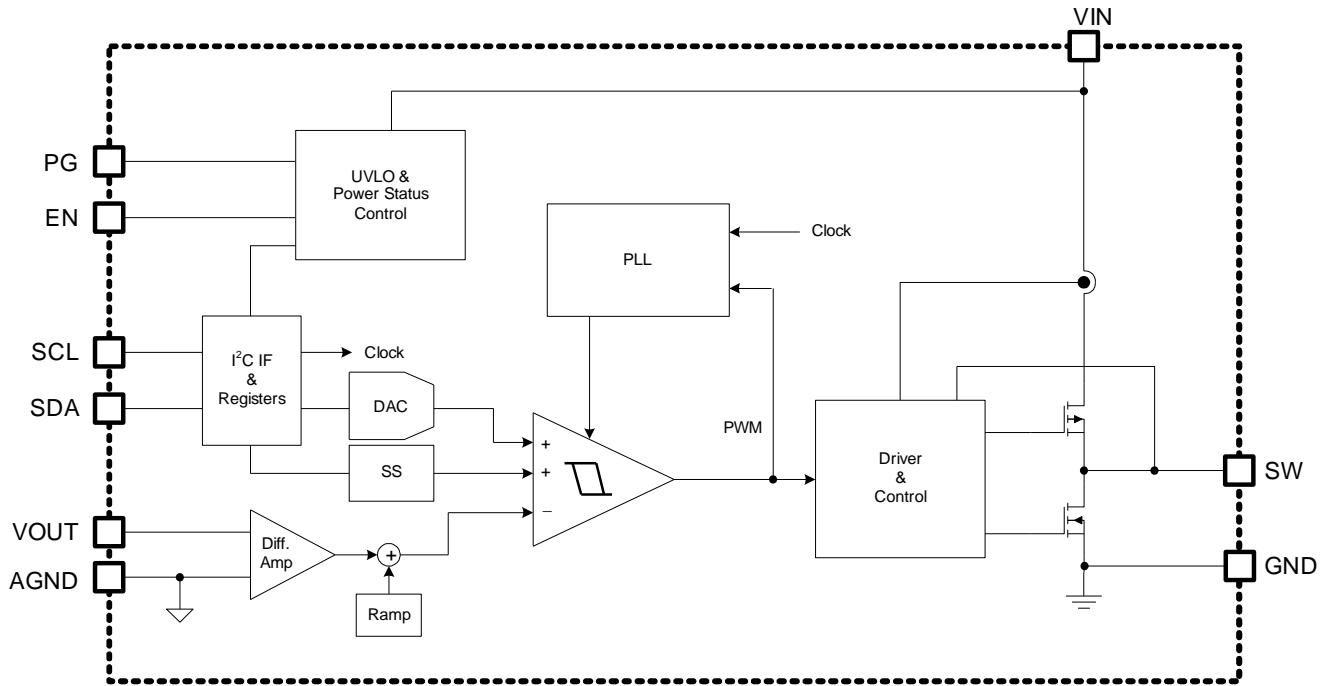 VIN
PG
EN
UVLO &
Power Status
Control
PLL
Clock
SCL
SDA
I²C IF
&
Registers
Clock
DAC
SS
+
+
−
PWM
Driver
&
Control
SW
GND
VOUT
AGND
Diff.
Amp
+
Ramp